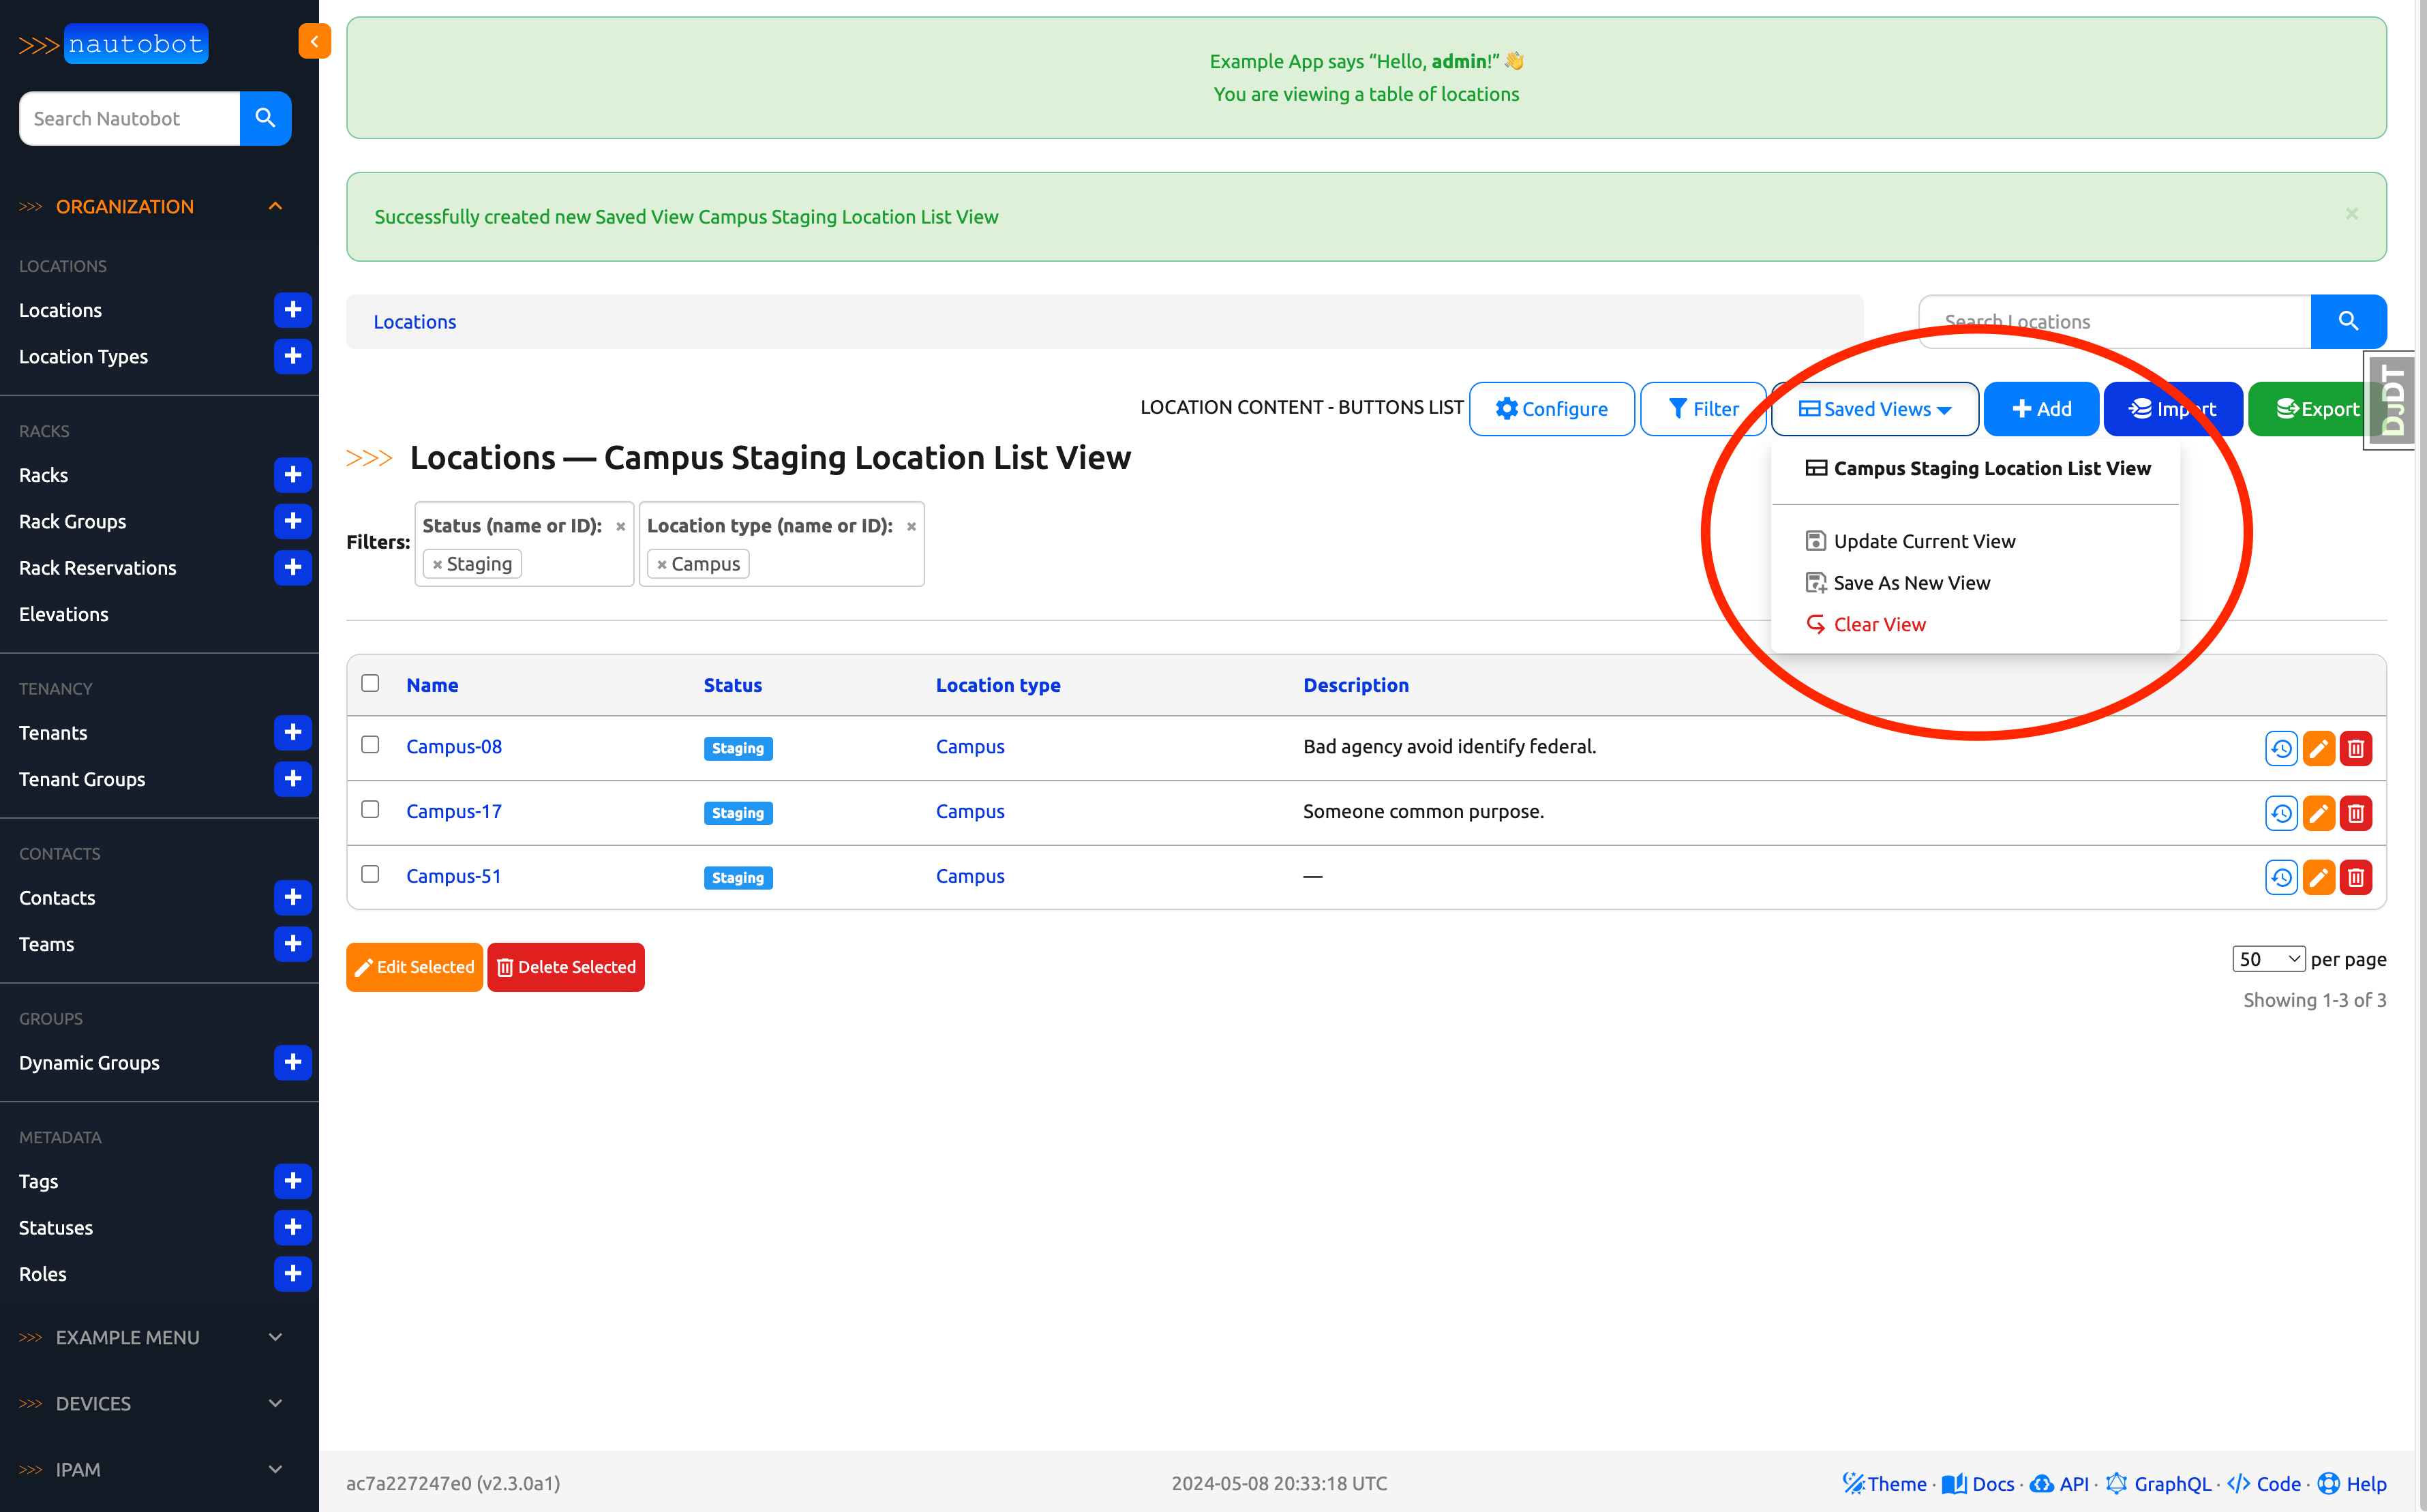 >>> nautobot
Search Nautobot
>>> ORGANIZATION
LOCATIONS
Locations
Location Types
RACKS
Racks
Rack Groups
Rack Reservations
Elevations
TENANCY
Tenants
Tenant Groups
CONTACTS
Contacts
Teams
GROUPS
Dynamic Groups
METADATA
Tags
Statuses
Roles
>>> EXAMPLE MENU
>>> DEVICES
>>> IPAM
Example App says “Hello, admin!” 👋
You are viewing a table of locations
Successfully created new Saved View Campus Staging Location List View ×
Locations
Search Locations
DJDT
LOCATION CONTENT - BUTTONS LIST Configure Filter Saved Views Add Import Export
Campus Staging Location List View
Update Current View
Save As New View
Clear View
>>> Locations — Campus Staging Location List View
Filters: Status (name or ID): × Location type (name or ID): ×
× Staging × Campus
Name Status Location type Description
Campus-08 Staging Campus Bad agency avoid identify federal.
Campus-17 Staging Campus Someone common purpose.
Campus-51 Staging Campus —
Edit Selected Delete Selected
50 per page
Showing 1-3 of 3
ac7a227247e0 (v2.3.0a1) 2024-05-08 20:33:18 UTC Theme · Docs · API · GraphQL · Code · Help